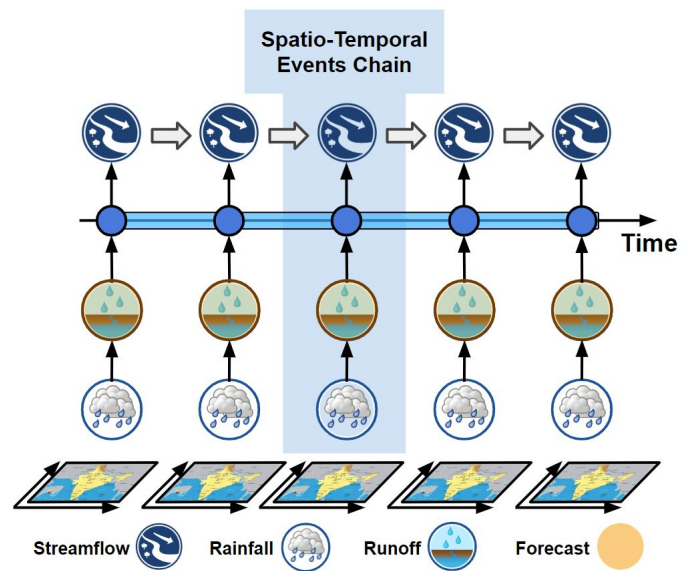 Spatio-Temporal
Events Chain
Time
Streamflow Rainfall Runoff Forecast